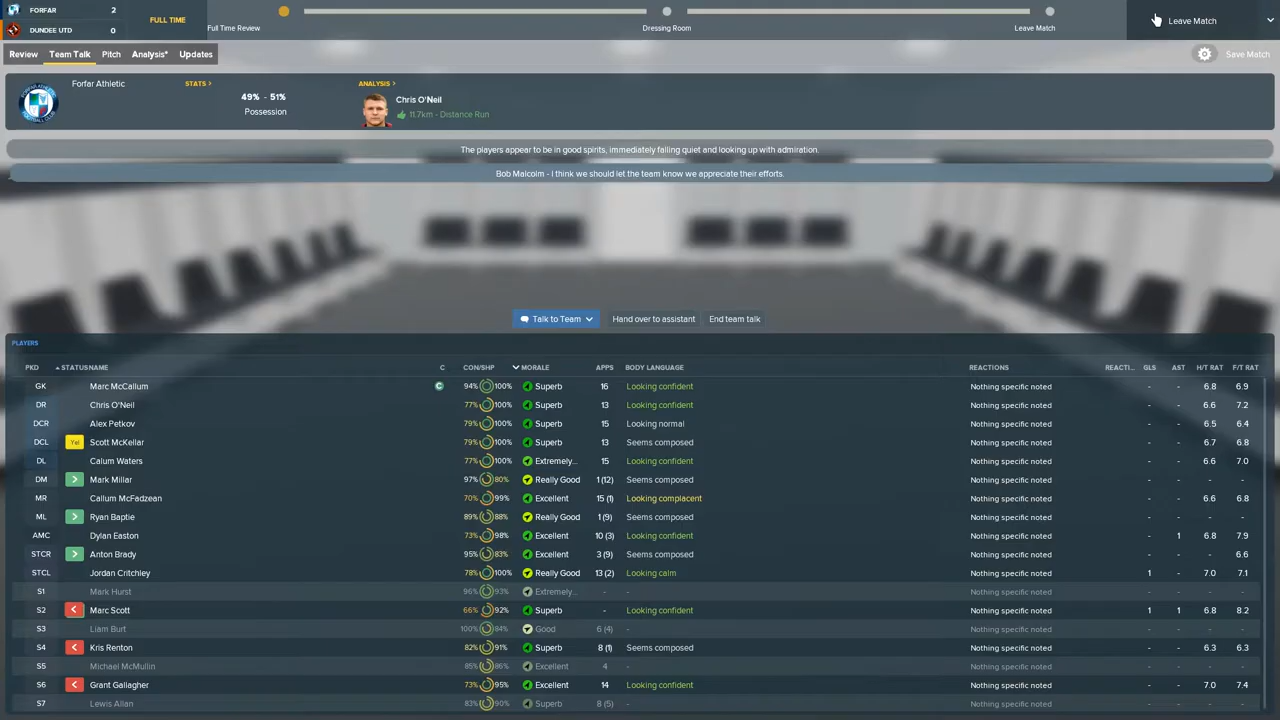 FORFAR 2
DUNDEE UTD 0
FULL TIME
Full Time Review
Dressing Room
Leave Match
Leave Match
Review Team Talk Pitch Analysis* Updates
Save Match
Forfar Athletic
STATS >
49% - 51%
Possession
ANALYSIS >
Chris O'Neil
11.7km - Distance Run
The players appear to be in good spirits, immediately falling quiet and looking up with admiration.
Bob Malcolm - I think we should let the team know we appreciate their efforts.
Talk to Team Hand over to assistant End team talk
PLAYERS
PKD STATUS NAME C CON/SHP MORALE APPS BODY LANGUAGE REACTIONS REACTI... GLS AST H/T RAT F/T RAT
GK Marc McCallum C 94% 100% Superb 16 Looking confident Nothing specific noted - - 6.8 6.9
DR Chris O'Neil 77% 100% Superb 13 Looking confident Nothing specific noted - - 6.6 7.2
DCR Alex Petkov 79% 100% Superb 15 Looking normal Nothing specific noted - - 6.5 6.4
DCL Yel Scott McKellar 79% 100% Superb 13 Seems composed Nothing specific noted - - 6.7 6.8
DL Calum Waters 77% 100% Extremely... 15 Looking confident Nothing specific noted - - 6.6 7.0
DM Mark Millar 97% 80% Really Good 1 (12) Seems composed Nothing specific noted - - - -
MR Callum McFadzean 70% 99% Excellent 15 (1) Looking complacent Nothing specific noted - - 6.6 6.8
ML Ryan Baptie 89% 88% Really Good 1 (9) Seems composed Nothing specific noted - - - -
AMC Dylan Easton 73% 98% Excellent 10 (3) Looking confident Nothing specific noted - 1 6.8 7.9
STCR Anton Brady 95% 83% Excellent 3 (9) Seems composed Nothing specific noted - - 6.6
STCL Jordan Critchley 78% 100% Really Good 13 (2) Looking calm Nothing specific noted 1 - 7.0 7.1
S1 Mark Hurst 96% 93% Extremely... - - Nothing specific noted - - - -
S2 Marc Scott 66% 92% Superb - Looking confident Nothing specific noted 1 1 6.8 8.2
S3 Liam Burt 100% 84% Good 6 (4) - Nothing specific noted - - - -
S4 Kris Renton 82% 91% Superb 8 (1) Seems composed Nothing specific noted - - 6.3 6.3
S5 Michael McMullin 85% 86% Excellent 4 - Nothing specific noted - - - -
S6 Grant Gallagher 73% 95% Excellent 14 Looking confident Nothing specific noted - - 7.0 7.4
S7 Lewis Allan 83% 90% Superb 8 (5) - Nothing specific noted - - - -